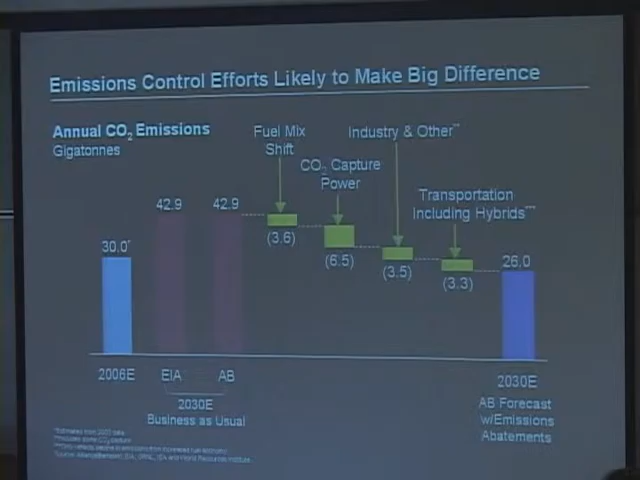 Emissions Control Efforts Likely to Make Big Difference
Annual CO₂ Emissions
Gigatonnes
Fuel Mix
Shift
CO₂ Capture
Power
Industry & Other**
Transportation
Including Hybrids***
30.0*
42.9
42.9
(3.6)
(6.5)
(3.5)
(3.3)
26.0
2006E
EIA
AB
2030E
Business as Usual
2030E
AB Forecast
w/Emissions
Abatements